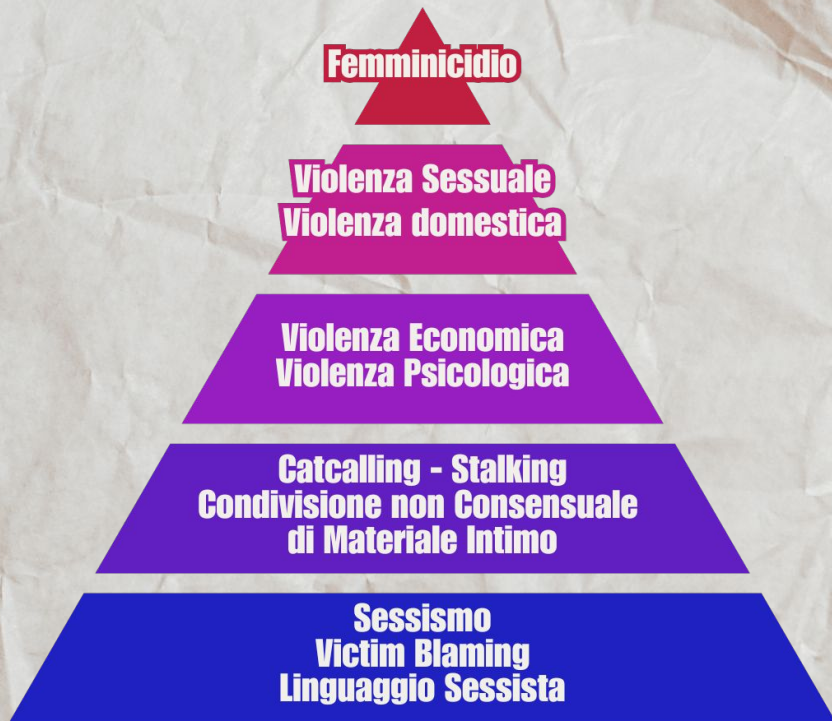 Femminicidio
Violenza Sessuale
Violenza domestica
Violenza Economica
Violenza Psicologica
Catcalling - Stalking
Condivisione non Consensuale
di Materiale Intimo
Sessismo
Victim Blaming
Linguaggio Sessista